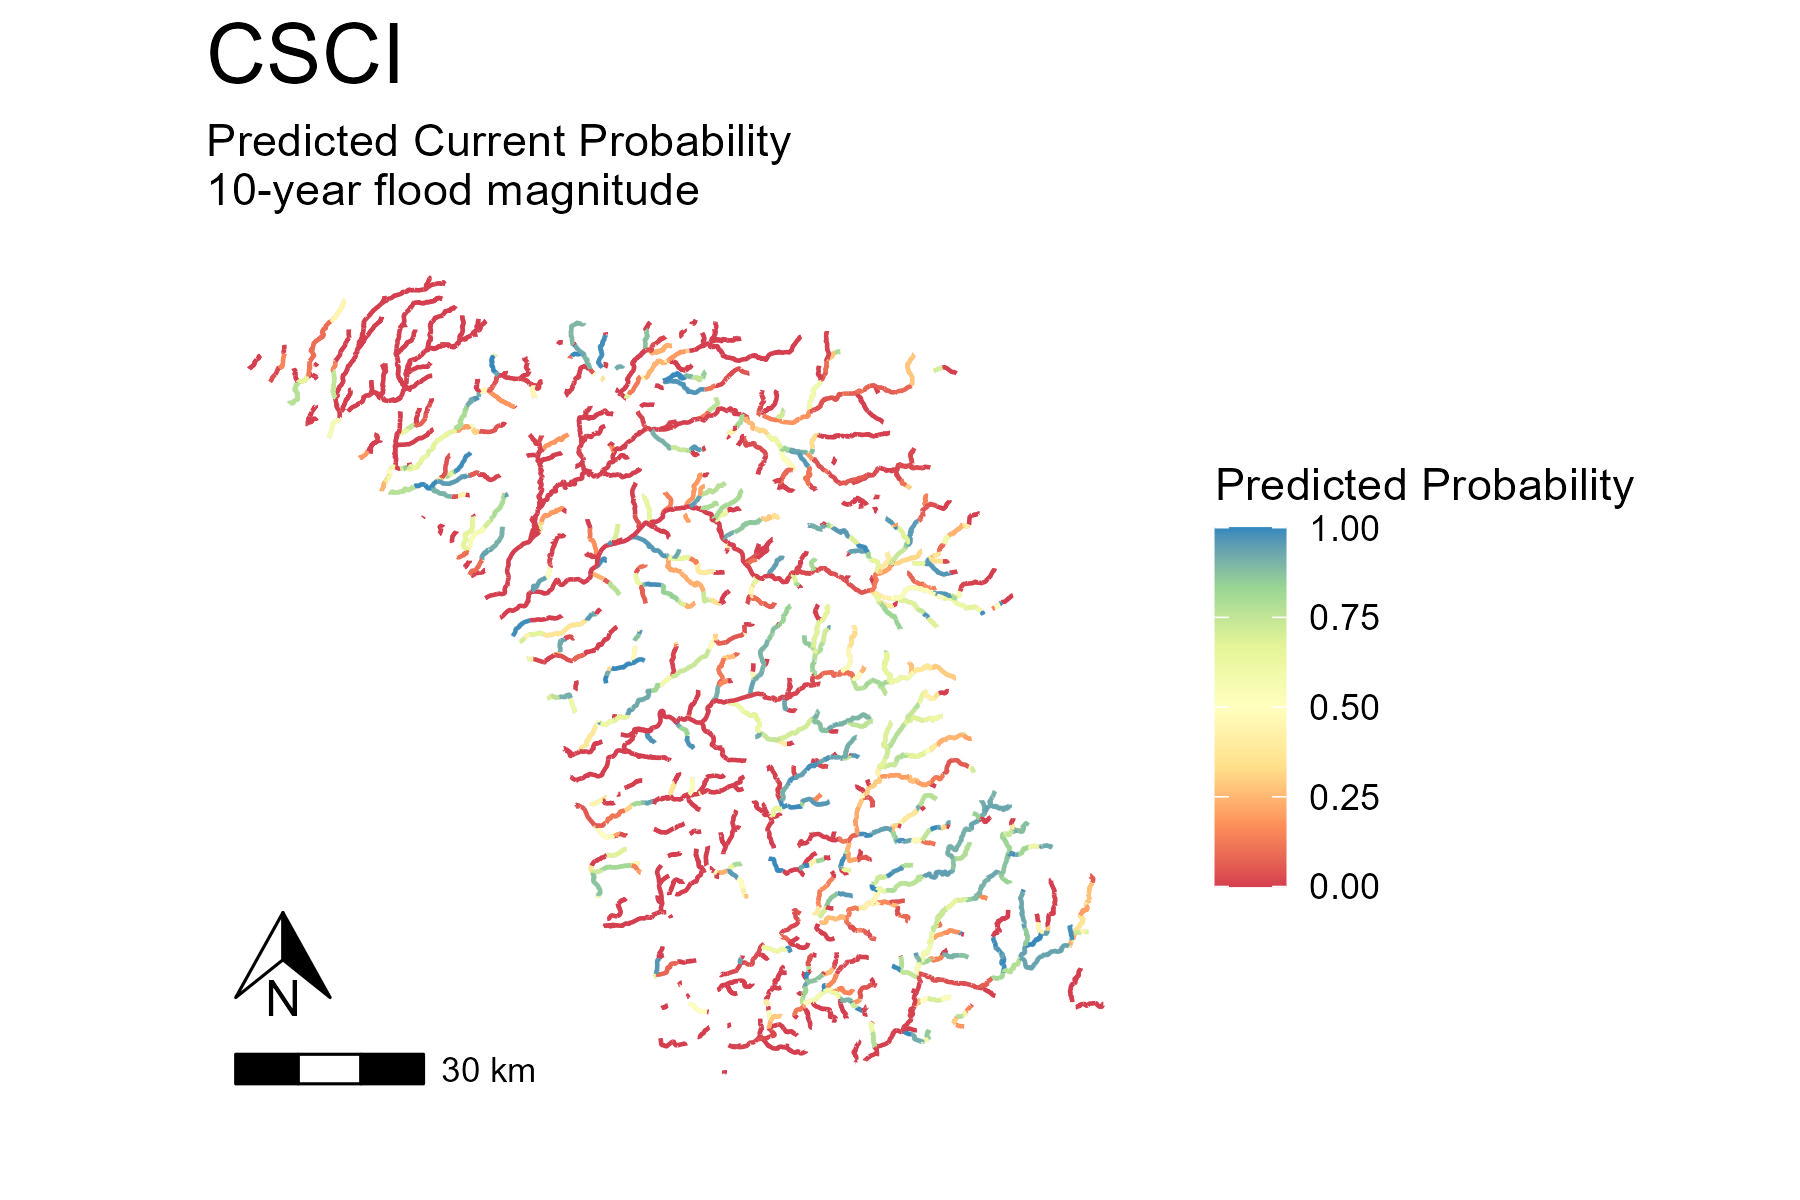 CSCI
Predicted Current Probability
10-year flood magnitude
Predicted Probability
1.00
0.75
0.50
0.25
0.00
N
30 km